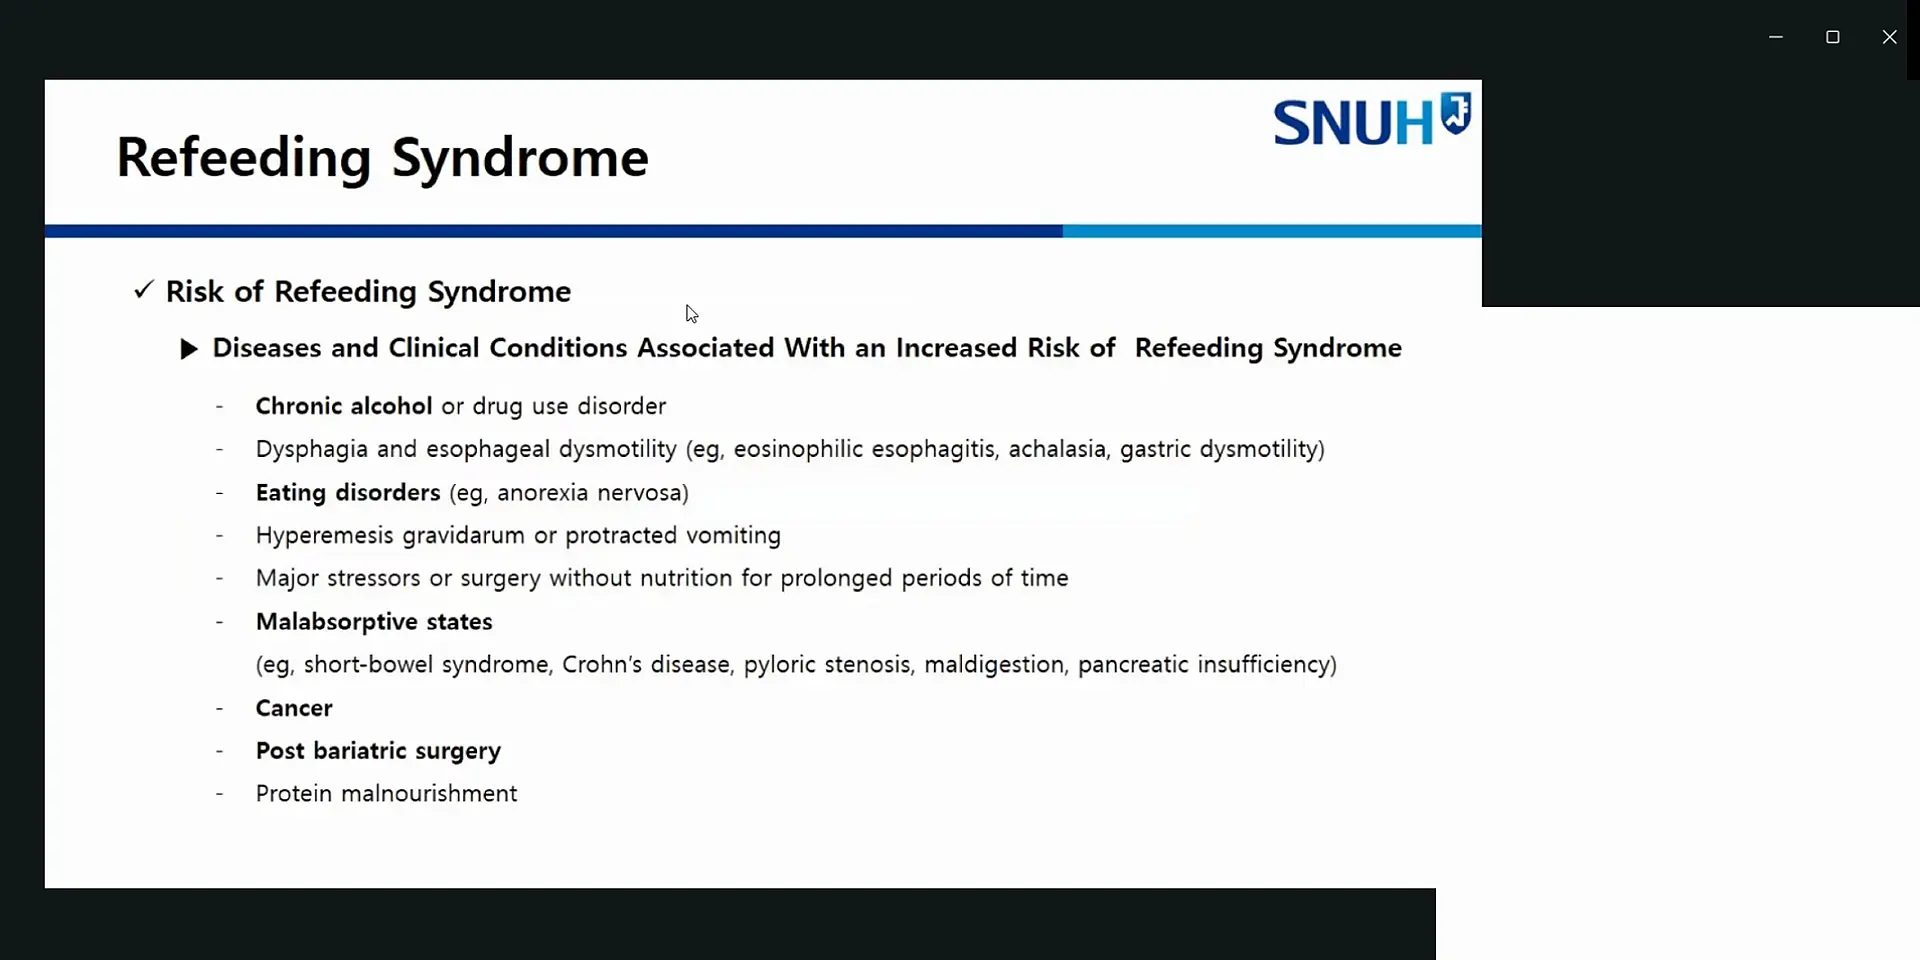 SNUH
Refeeding Syndrome
✓ Risk of Refeeding Syndrome
▶ Diseases and Clinical Conditions Associated With an Increased Risk of Refeeding Syndrome
- Chronic alcohol or drug use disorder
- Dysphagia and esophageal dysmotility (eg, eosinophilic esophagitis, achalasia, gastric dysmotility)
- Eating disorders (eg, anorexia nervosa)
- Hyperemesis gravidarum or protracted vomiting
- Major stressors or surgery without nutrition for prolonged periods of time
- Malabsorptive states
(eg, short-bowel syndrome, Crohn’s disease, pyloric stenosis, maldigestion, pancreatic insufficiency)
- Cancer
- Post bariatric surgery
- Protein malnourishment